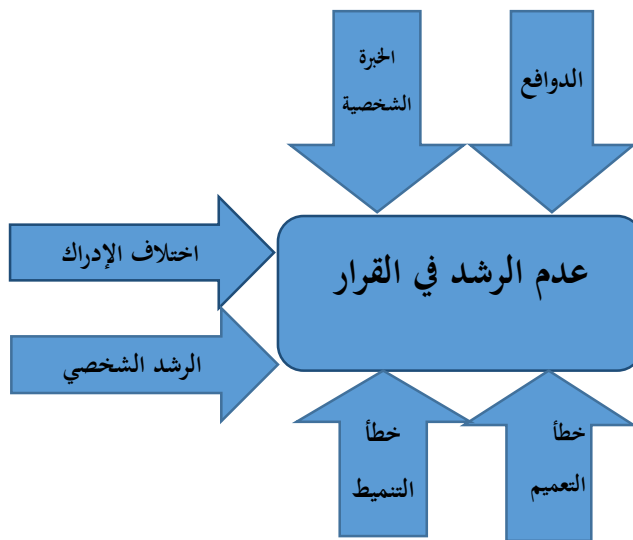 الدوافع
الخبرة
الشخصية
اختلاف الإدراك
عدم الرشد في القرار
الرشد الشخصي
خطأ
التعميم
خطأ
التنميط